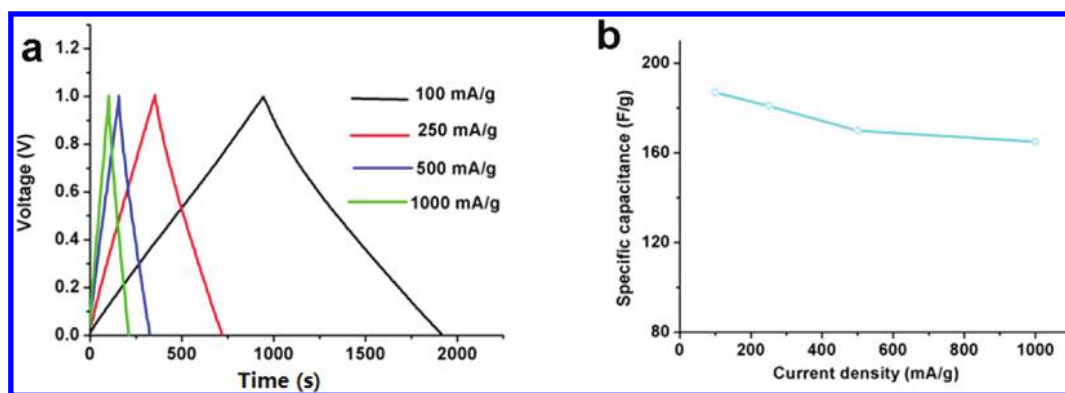 a
1.2
1.0
0.8
0.6
0.4
0.2
0.0
Voltage (V)
0 500 1000 1500 2000
Time (s)
100 mA/g
250 mA/g
500 mA/g
1000 mA/g
b
200
160
120
80
Specific capacitance (F/g)
0 200 400 600 800 1000
Current density (mA/g)